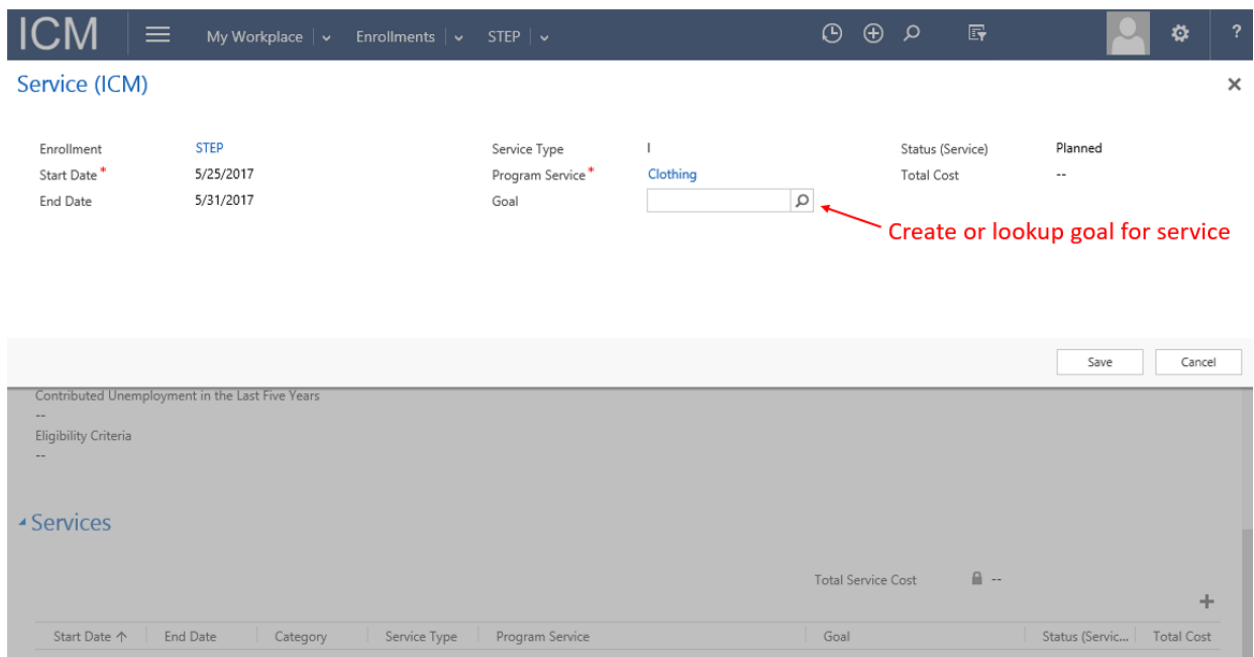 ICM My Workplace Enrollments STEP ?
Service (ICM)
Enrollment STEP Service Type I Status (Service) Planned
Start Date* 5/25/2017 Program Service* Clothing Total Cost --
End Date 5/31/2017 Goal
Create or lookup goal for service
Save Cancel
Contributed Unemployment in the Last Five Years
--
Eligibility Criteria
--
Services
Total Service Cost --
Start Date End Date Category Service Type Program Service Goal Status (Servic... Total Cost